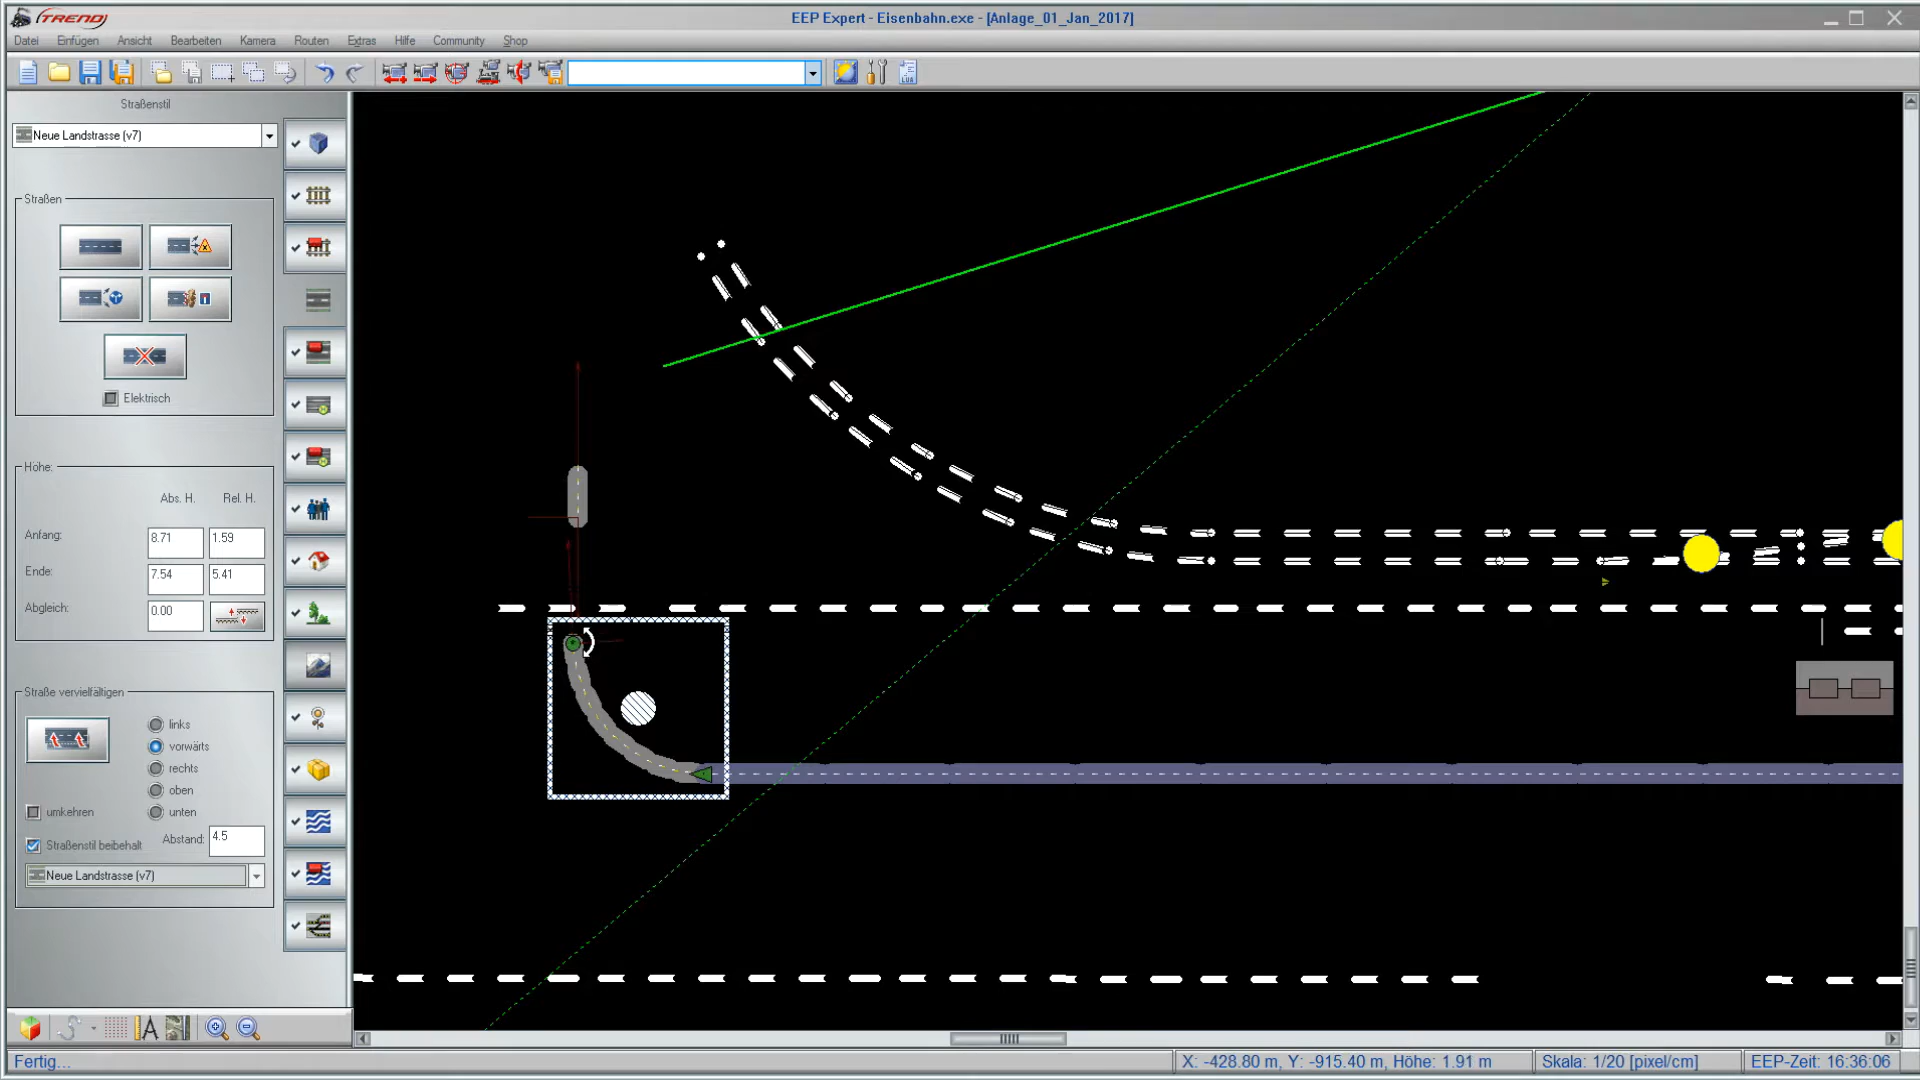 TREND
EEP Expert - Eisenbahn.exe - [Anlage_01_Jan_2017]
Datei Einfügen Ansicht Bearbeiten Kamera Routen Extras Hilfe Community Shop
LUA
Straßenstil
Neue Landstrasse (v7)
Straßen
Elektrisch
Höhe:
Abs. H. Rel. H.
Anfang: 8.71 1.59
Ende: 7.54 5.41
Abgleich: 0.00
Straße vervielfältigen
links
vorwärts
rechts
oben
umkehren unten
Straßenstil beibehalt Abstand: 4.5
Neue Landstrasse (v7)
Fertig...
X: -428.80 m, Y: -915.40 m, Höhe: 1.91 m
Skala: 1/20 [pixel/cm]
EEP-Zeit: 16:36:06